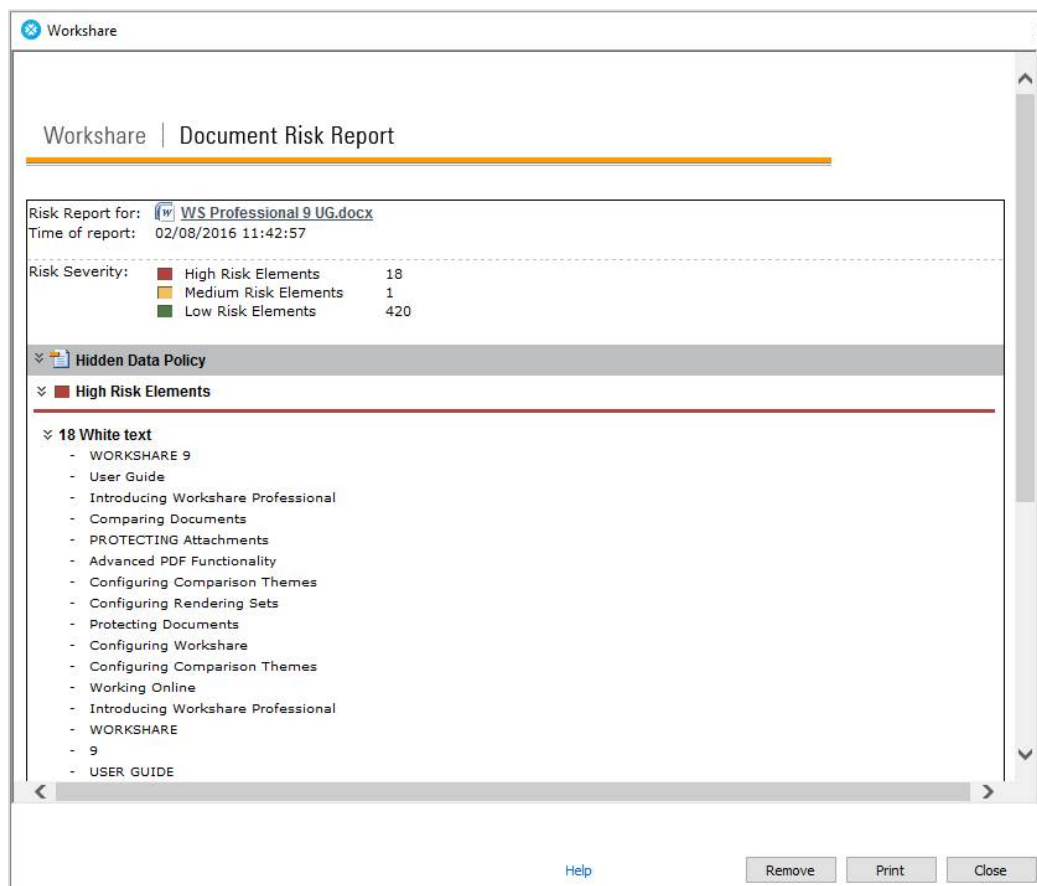 Workshare
Workshare | Document Risk Report
Risk Report for: WS Professional 9 UG.docx
Time of report: 02/08/2016 11:42:57
Risk Severity: High Risk Elements 18
Medium Risk Elements 1
Low Risk Elements 420
Hidden Data Policy
High Risk Elements
18 White text
- WORKSHARE 9
- User Guide
- Introducing Workshare Professional
- Comparing Documents
- PROTECTING Attachments
- Advanced PDF Functionality
- Configuring Comparison Themes
- Configuring Rendering Sets
- Protecting Documents
- Configuring Workshare
- Configuring Comparison Themes
- Working Online
- Introducing Workshare Professional
- WORKSHARE
- 9
- USER GUIDE
Help Remove Print Close